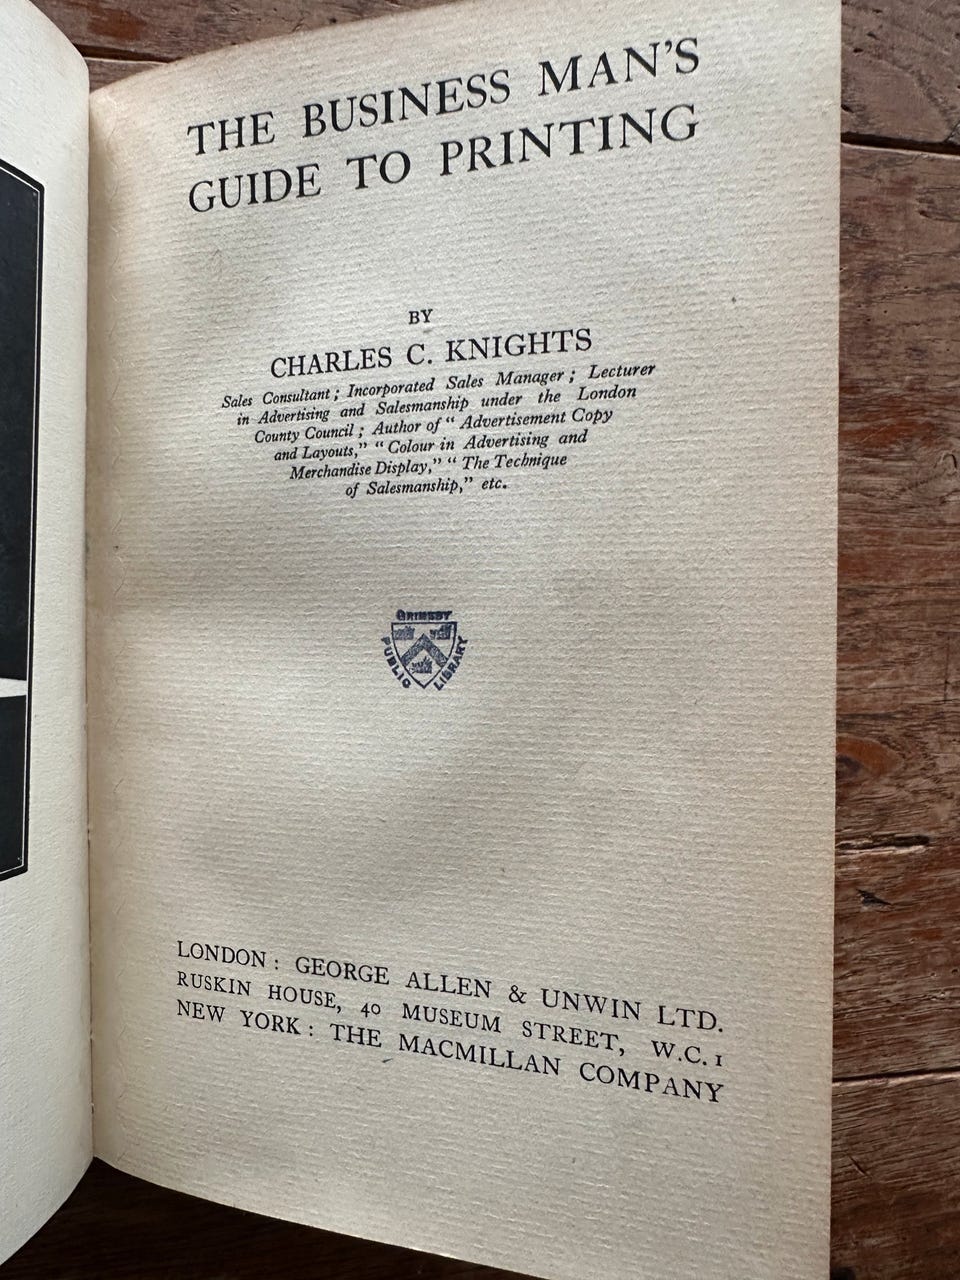 THE BUSINESS MAN'S
GUIDE TO PRINTING
BY
CHARLES C. KNIGHTS
Sales Consultant; Incorporated Sales Manager; Lecturer
in Advertising and Salesmanship under the London
County Council; Author of "Advertisement Copy
and Layouts," "Colour in Advertising and
Merchandise Display," "The Technique
of Salesmanship," etc.
GRIMSBY
PUBLIC LIBRARY
LONDON: GEORGE ALLEN & UNWIN LTD.
RUSKIN HOUSE, 40 MUSEUM STREET, W.C.1
NEW YORK: THE MACMILLAN COMPANY